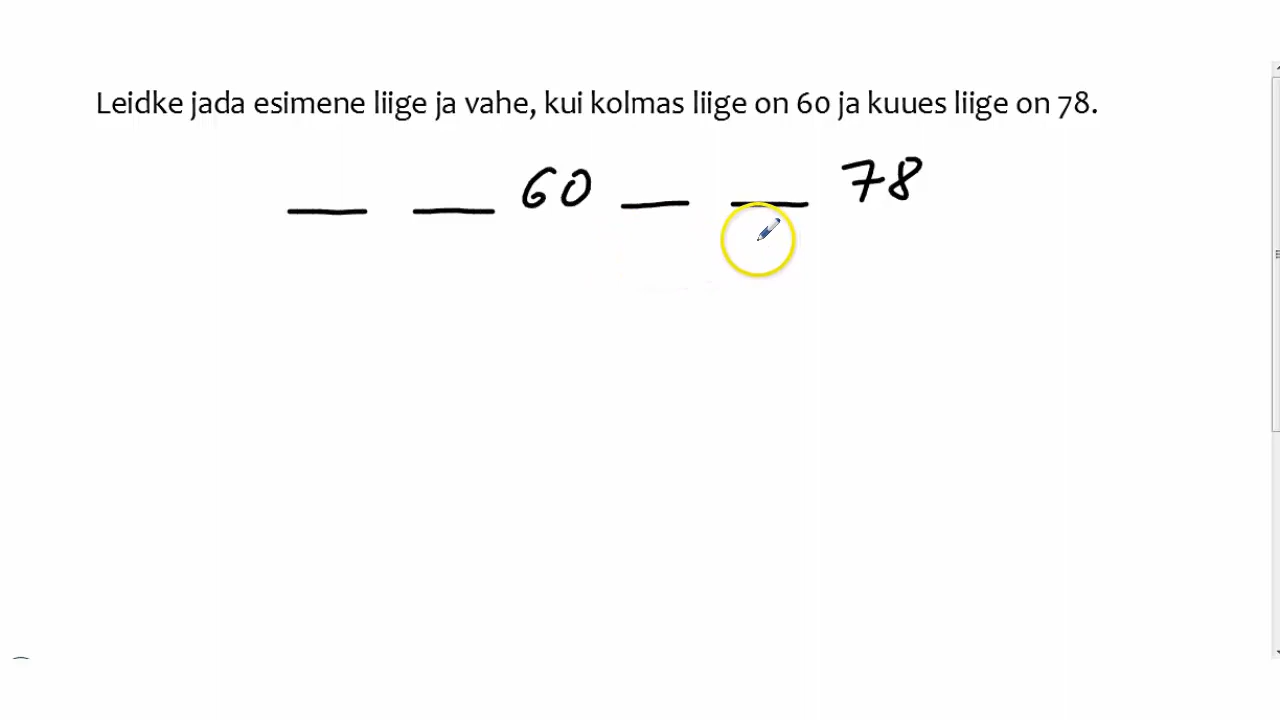 Leidke jada esimene liige ja vahe, kui kolmas liige on 60 ja kuues liige on 78.
__ __ 60 __ __ 78